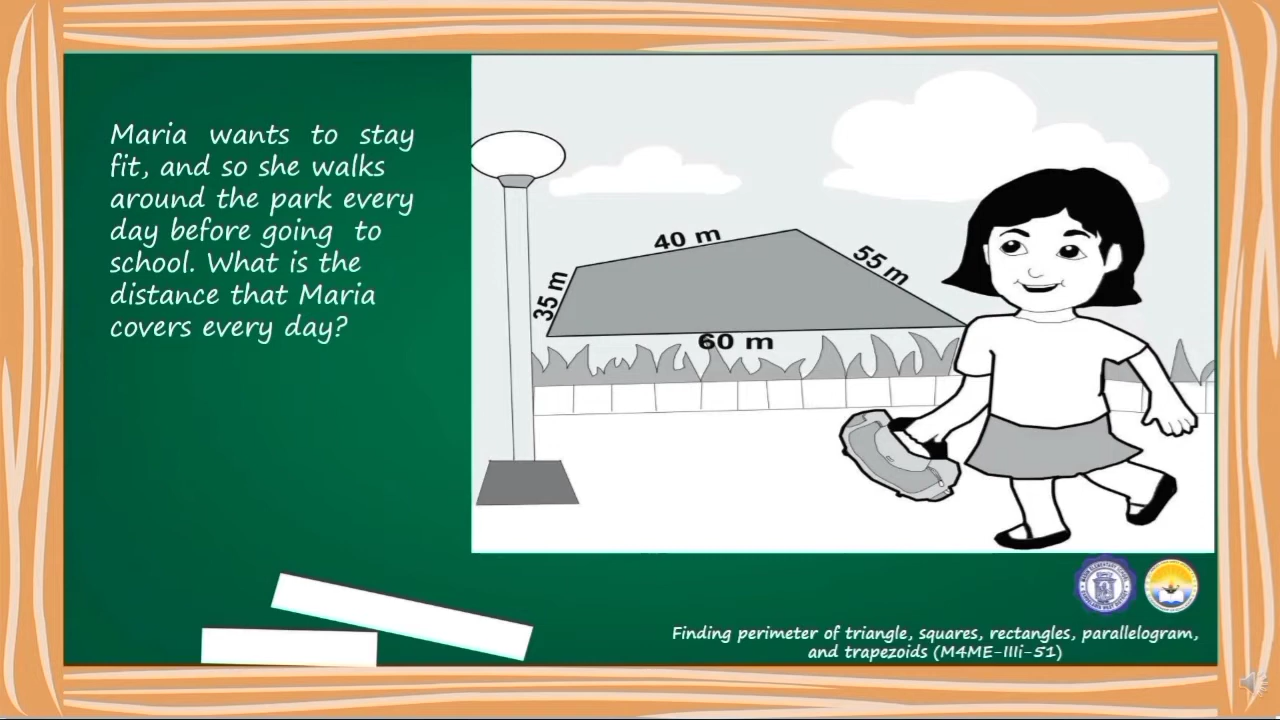 Maria wants to stay
fit, and so she walks
around the park every
day before going to
school. What is the
distance that Maria
covers every day?
40 m
55 m
35 m
60 m
Finding perimeter of triangle, squares, rectangles, parallelogram,
and trapezoids (M4ME-IIIi-51)